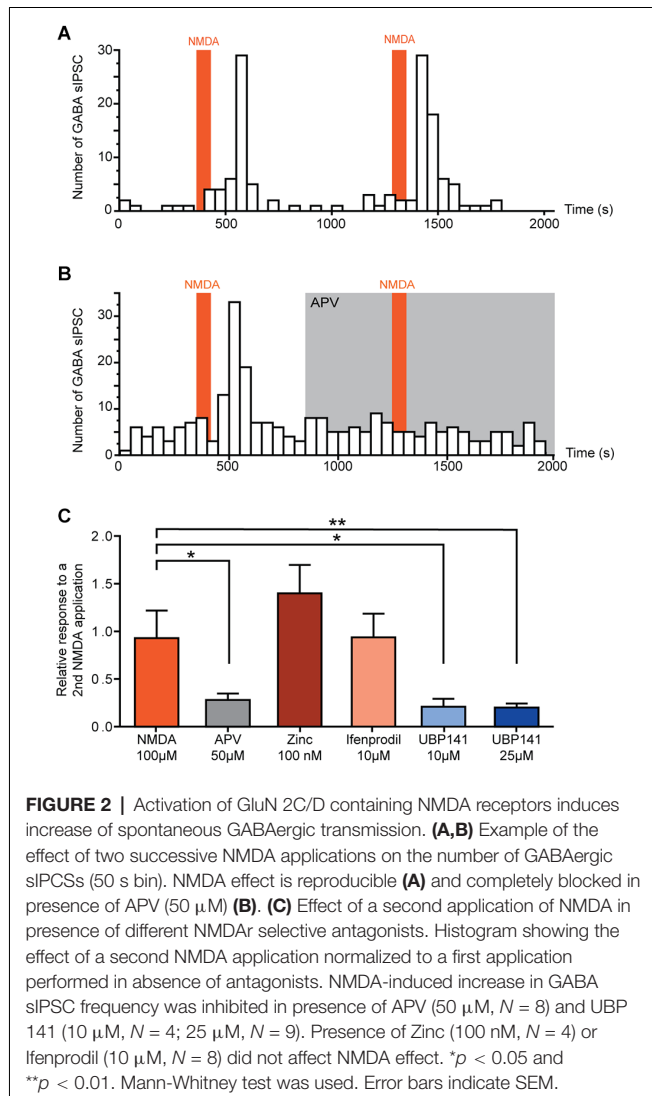 A
NMDA
NMDA
Number of GABA sIPSC
30
20
10
0
0
500
1000
1500
2000
Time (s)
B
NMDA
NMDA
APV
Number of GABA sIPSC
30
20
10
0
0
500
1000
1500
2000
Time (s)
C
**
*
*
Relative response to a
2nd NMDA application
2.0
1.5
1.0
0.5
0.0
NMDA APV Zinc Ifenprodil UBP141 UBP141
100µM 50µM 100 nM 10µM 10µM 25µM
FIGURE 2 | Activation of GluN 2C/D containing NMDA receptors induces
increase of spontaneous GABAergic transmission. (A,B) Example of the
effect of two successive NMDA applications on the number of GABAergic
sIPCSs (50 s bin). NMDA effect is reproducible (A) and completely blocked in
presence of APV (50 µM) (B). (C) Effect of a second application of NMDA in
presence of different NMDAr selective antagonists. Histogram showing the
effect of a second NMDA application normalized to a first application
performed in absence of antagonists. NMDA-induced increase in GABA
sIPSC frequency was inhibited in presence of APV (50 µM, N = 8) and UBP
141 (10 µM, N = 4; 25 µM, N = 9). Presence of Zinc (100 nM, N = 4) or
Ifenprodil (10 µM, N = 8) did not affect NMDA effect. *p < 0.05 and
**p < 0.01. Mann-Whitney test was used. Error bars indicate SEM.